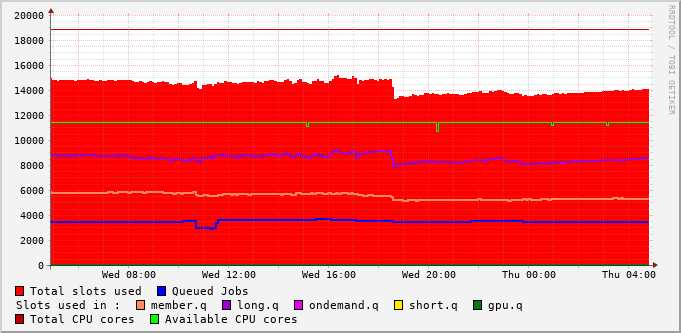 20000
18000
16000
14000
12000
10000
8000
6000
4000
2000
0
Wed 08:00 Wed 12:00 Wed 16:00 Wed 20:00 Thu 00:00 Thu 04:00
Total slots used Queued Jobs
Slots used in : member.q long.q ondemand.q short.q gpu.q
Total CPU cores Available CPU cores
RRDTOOL / TOBI OETIKER